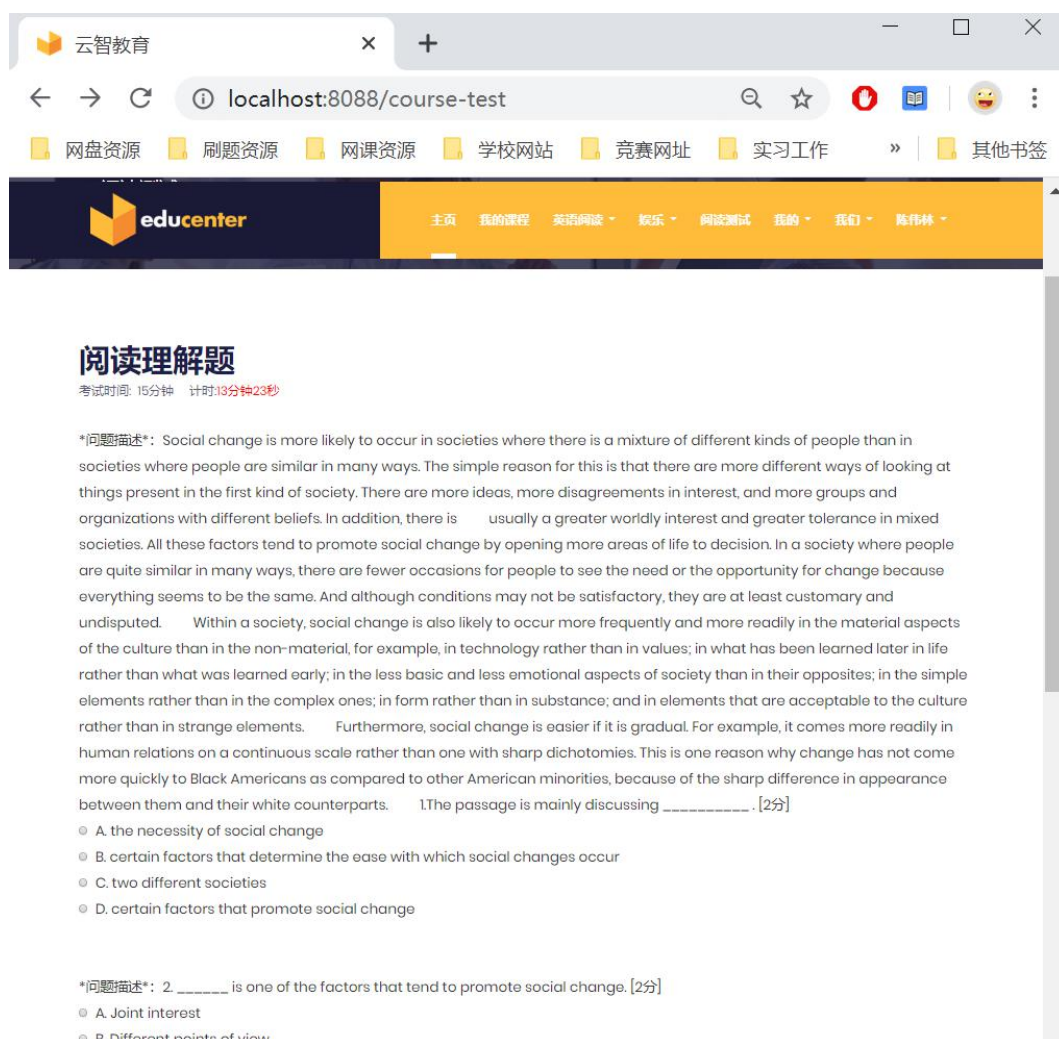 云智教育
localhost:8088/course-test
网盘资源 刷题资源 网课资源 学校网站 竞赛网址 实习工作 » 其他书签
educenter 主页 我的课程 英语阅读 娱乐 阅读测试 我的 我们 陈伟林
阅读理解题
考试时间: 15分钟 计时:13分钟23秒
*问题描述*: Social change is more likely to occur in societies where there is a mixture of different kinds of people than in
societies where people are similar in many ways. The simple reason for this is that there are more different ways of looking at
things present in the first kind of society. There are more ideas, more disagreements in interest, and more groups and
organizations with different beliefs. In addition, there is usually a greater worldly interest and greater tolerance in mixed
societies. All these factors tend to promote social change by opening more areas of life to decision. In a society where people
are quite similar in many ways, there are fewer occasions for people to see the need or the opportunity for change because
everything seems to be the same. And although conditions may not be satisfactory, they are at least customary and
undisputed. Within a society, social change is also likely to occur more frequently and more readily in the material aspects
of the culture than in the non-material, for example, in technology rather than in values; in what has been learned later in life
rather than what was learned early; in the less basic and less emotional aspects of society than in their opposites; in the simple
elements rather than in the complex ones; in form rather than in substance; and in elements that are acceptable to the culture
rather than in strange elements. Furthermore, social change is easier if it is gradual. For example, it comes more readily in
human relations on a continuous scale rather than one with sharp dichotomies. This is one reason why change has not come
more quickly to Black Americans as compared to other American minorities, because of the sharp difference in appearance
between them and their white counterparts. 1.The passage is mainly discussing __________ . [2分]
A. the necessity of social change
B. certain factors that determine the ease with which social changes occur
C. two different societies
D. certain factors that promote social change
*问题描述*: 2. ______ is one of the factors that tend to promote social change. [2分]
A. Joint interest
B. Different points of view